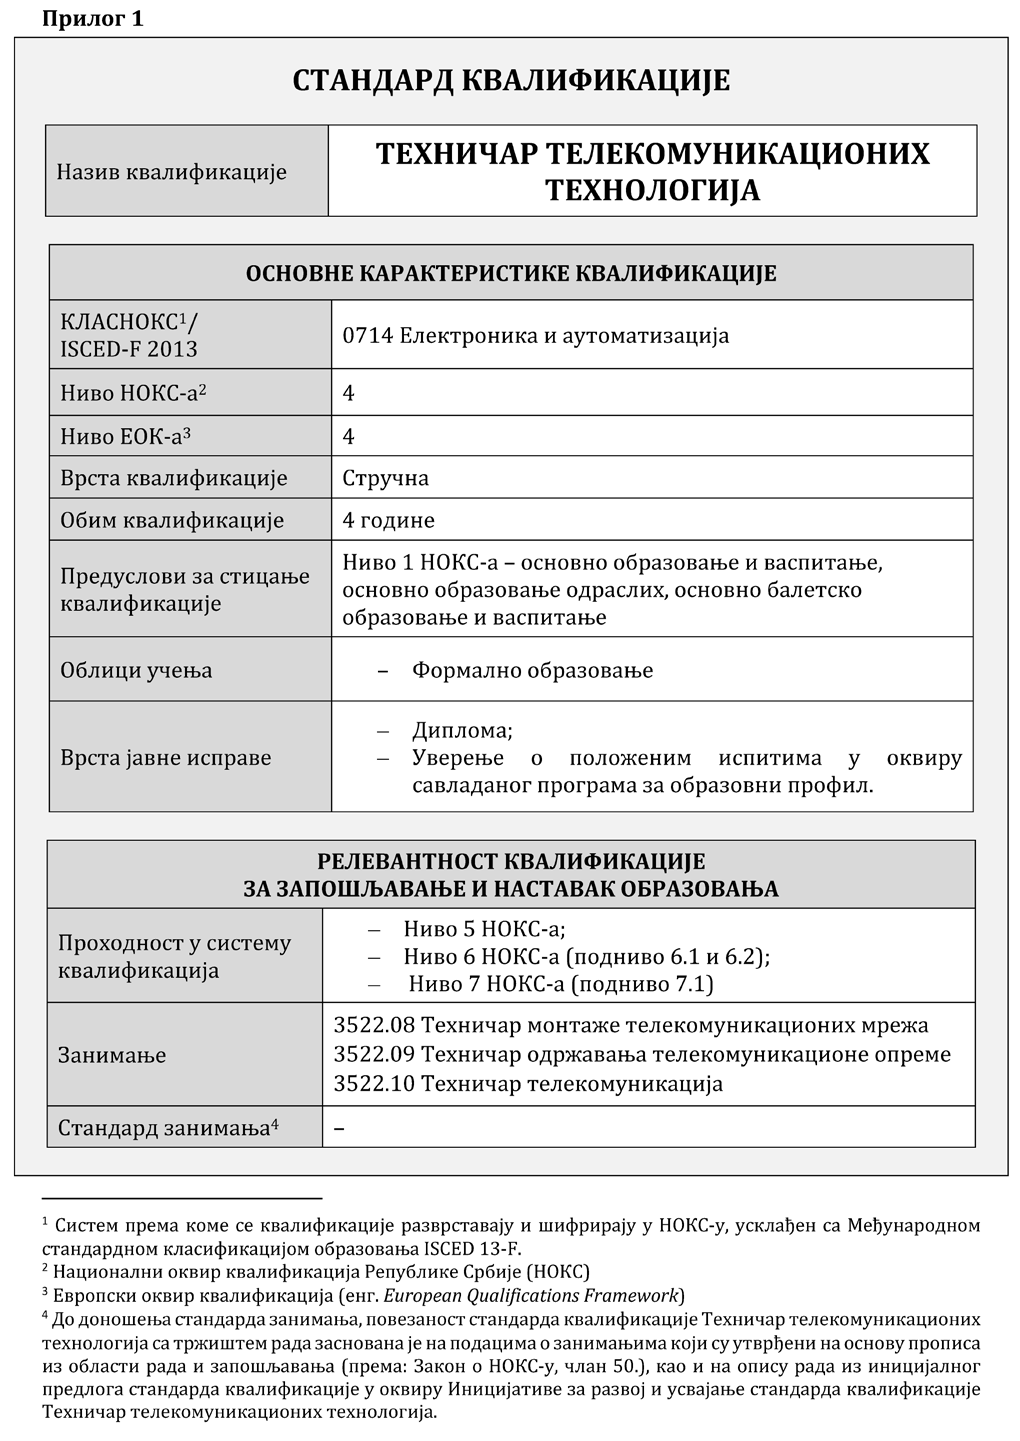 Прилог 1
СТАНДАРД КВАЛИФИКАЦИЈЕ
Назив квалификације
ТЕХНИЧАР ТЕЛЕКОМУНИКАЦИОНИХ
ТЕХНОЛОГИЈА
ОСНОВНЕ КАРАКТЕРИСТИКЕ КВАЛИФИКАЦИЈЕ
КЛАСНОКС¹/
ISCED-F 2013
0714 Електроника и аутоматизација
Ниво НОКС-а²
4
Ниво ЕОК-а³
4
Врста квалификације
Стручна
Обим квалификације
4 године
Предуслови за стицање
квалификације
Ниво 1 НОКС-а – основно образовање и васпитање,
основно образовање одраслих, основно балетско
образовање и васпитање
Облици учења
– Формално образовање
Врста јавне исправе
– Диплома;
– Уверење о положеним испитима у оквиру
савладаног програма за образовни профил.
РЕЛЕВАНТНОСТ КВАЛИФИКАЦИЈЕ
ЗА ЗАПОШЉАВАЊЕ И НАСТАВАК ОБРАЗОВАЊА
Проходност у систему
квалификација
– Ниво 5 НОКС-а;
– Ниво 6 НОКС-а (подниво 6.1 и 6.2);
– Ниво 7 НОКС-а (подниво 7.1)
Занимање
3522.08 Техничар монтаже телекомуникационих мрежа
3522.09 Техничар одржавања телекомуникационе опреме
3522.10 Техничар телекомуникација
Стандард занимања⁴
–
¹ Систем према коме се квалификације разврставају и шифрирају у НОКС-у, усклађен са Међународном
стандардном класификацијом образовања ISCED 13-F.
² Национални оквир квалификација Републике Србије (НОКС)
³ Европски оквир квалификација (енг. European Qualifications Framework)
⁴ До доношења стандарда занимања, повезаност стандарда квалификације Техничар телекомуникационих
технологија са тржиштем рада заснована је на подацима о занимањима који су утврђени на основу прописа
из области рада и запошљавања (према: Закон о НОКС-у, члан 50.), као и на опису рада из иницијалног
предлога стандарда квалификације у оквиру Иницијативе за развој и усвајање стандарда квалификације
Техничар телекомуникационих технологија.